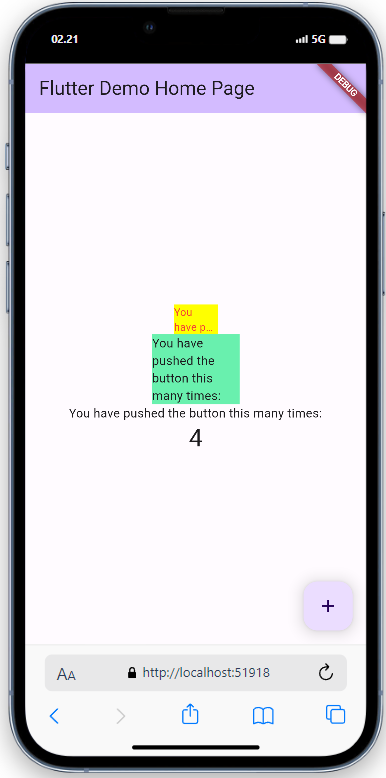 02.21
5G
Flutter Demo Home Page
DEBUG
You
have p...
You have
pushed the
button this
many times:
You have pushed the button this many times:
4
+
AA
http://localhost:51918